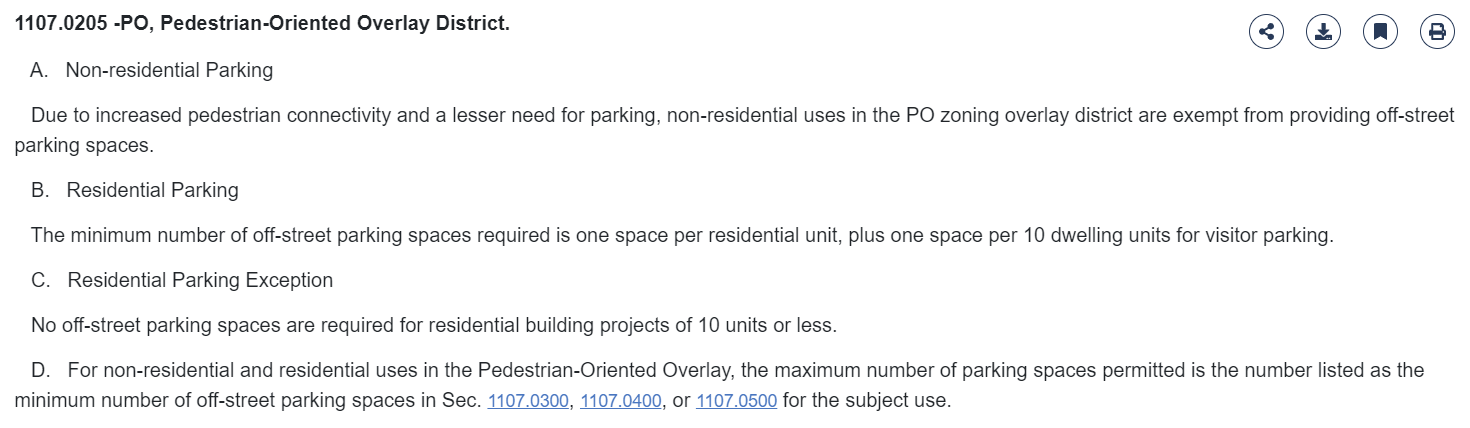 1107.0205 -PO, Pedestrian-Oriented Overlay District.
A. Non-residential Parking
Due to increased pedestrian connectivity and a lesser need for parking, non-residential uses in the PO zoning overlay district are exempt from providing off-street
parking spaces.
B. Residential Parking
The minimum number of off-street parking spaces required is one space per residential unit, plus one space per 10 dwelling units for visitor parking.
C. Residential Parking Exception
No off-street parking spaces are required for residential building projects of 10 units or less.
D. For non-residential and residential uses in the Pedestrian-Oriented Overlay, the maximum number of parking spaces permitted is the number listed as the
minimum number of off-street parking spaces in Sec. 1107.0300, 1107.0400, or 1107.0500 for the subject use.